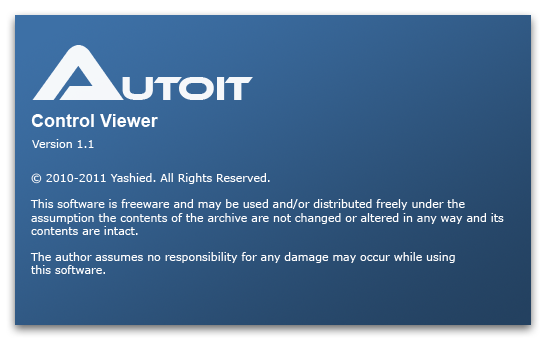 AUTOIT
Control Viewer
Version 1.1
© 2010-2011 Yashied. All Rights Reserved.
This software is freeware and may be used and/or distributed freely under the
assumption the contents of the archive are not changed or altered in any way and its
contents are intact.
The author assumes no responsibility for any damage may occur while using
this software.